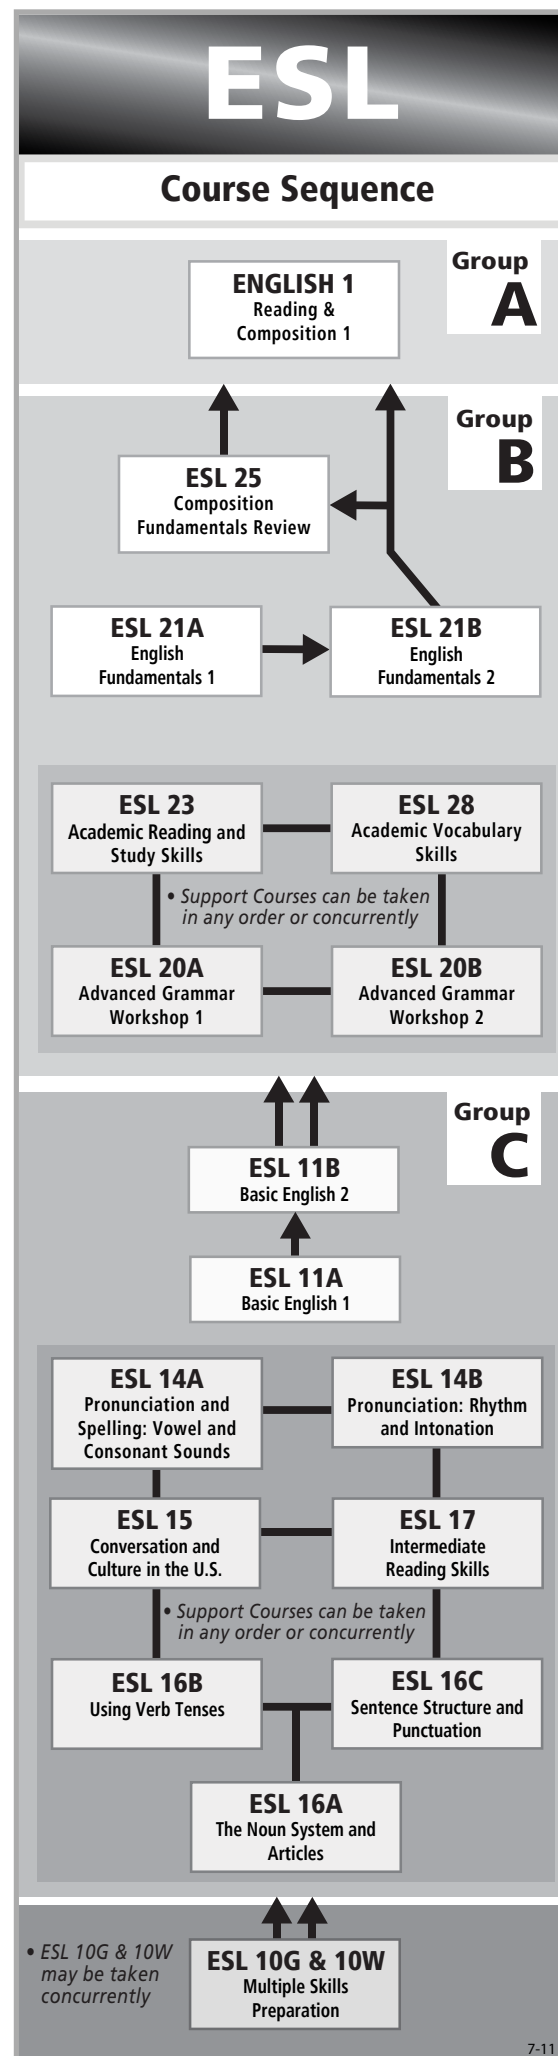 ESL
Course Sequence
Group
A
ENGLISH 1
Reading &
Composition 1
Group
B
ESL 25
Composition
Fundamentals Review
ESL 21A
English
Fundamentals 1
ESL 21B
English
Fundamentals 2
ESL 23
Academic Reading and
Study Skills
ESL 28
Academic Vocabulary
Skills
• Support Courses can be taken
in any order or concurrently
ESL 20A
Advanced Grammar
Workshop 1
ESL 20B
Advanced Grammar
Workshop 2
Group
C
ESL 11B
Basic English 2
ESL 11A
Basic English 1
ESL 14A
Pronunciation and
Spelling: Vowel and
Consonant Sounds
ESL 14B
Pronunciation: Rhythm
and Intonation
ESL 15
Conversation and
Culture in the U.S.
ESL 17
Intermediate
Reading Skills
• Support Courses can be taken
in any order or concurrently
ESL 16B
Using Verb Tenses
ESL 16C
Sentence Structure and
Punctuation
ESL 16A
The Noun System and
Articles
• ESL 10G & 10W
may be taken
concurrently
ESL 10G & 10W
Multiple Skills
Preparation
7-11